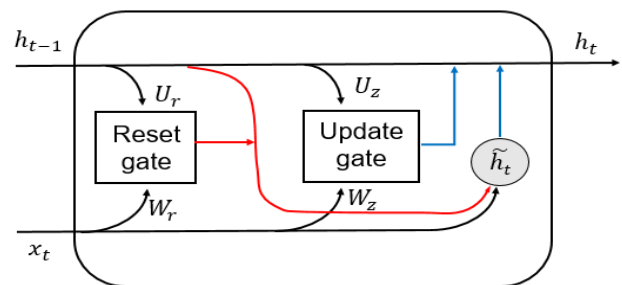 h_{t-1}
h_t
U_r
U_z
Reset
gate
Update
gate
h̃_t
W_r
W_z
x_t